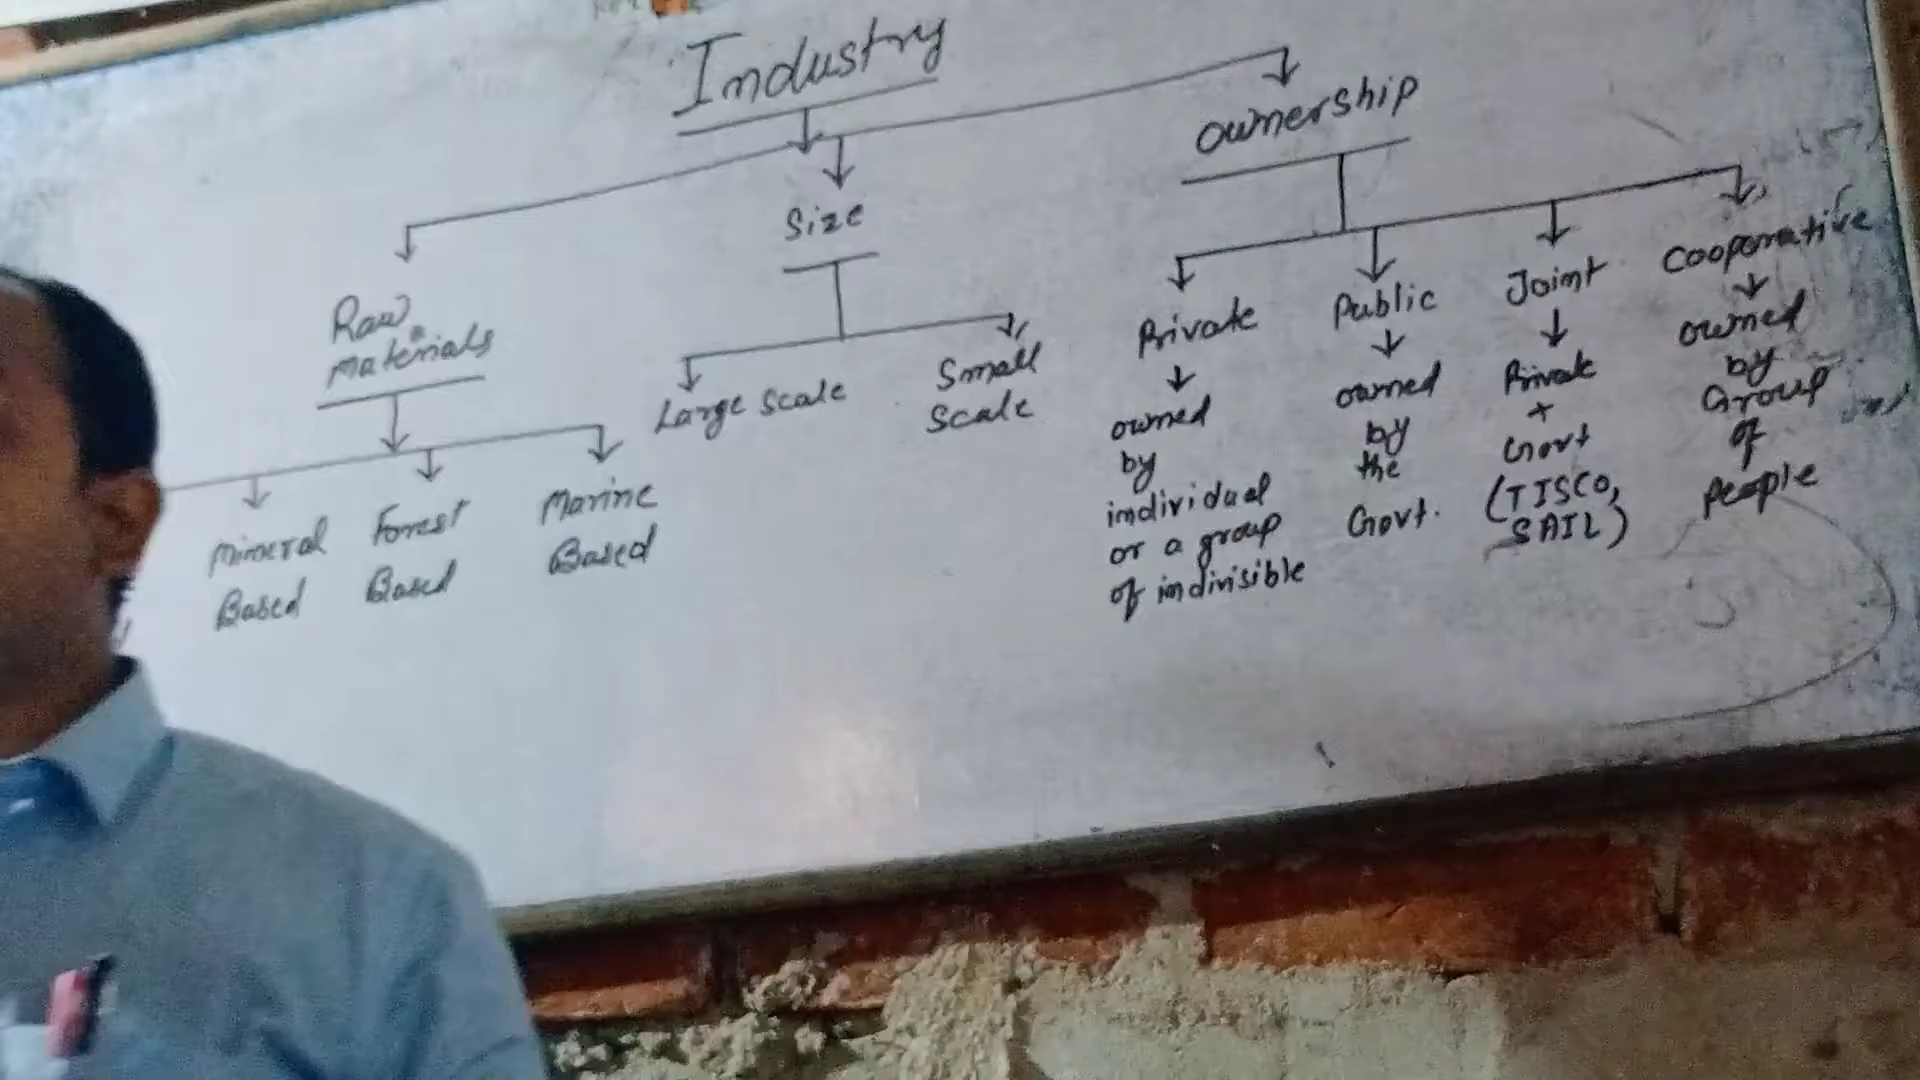 Industry
Raw
materials
Mineral
Based
Forest
Based
Marine
Based
Size
Large scale
Small
Scale
ownership
Private
owned
by
individual
or a group
of indivisible
Public
owned
by
the
Govt.
Joint
Private
+
Govt
(TISCO,
SAIL)
Cooperative
owned
by
Group
of
People